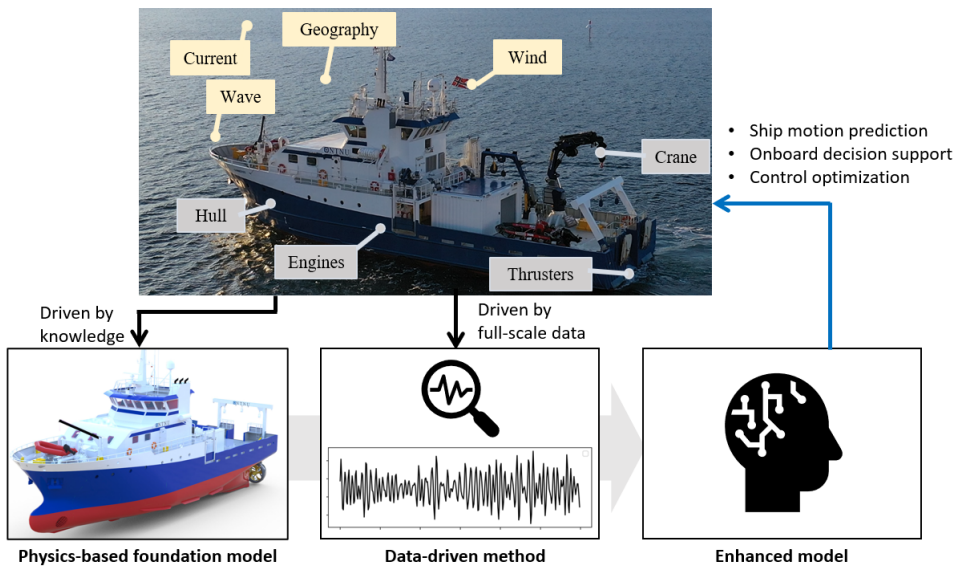 Geography
Current
Wind
Wave
Crane
Hull
Engines
Thrusters
NTNU
• Ship motion prediction
• Onboard decision support
• Control optimization
Driven by
knowledge
Driven by
full-scale data
Physics-based foundation model
Data-driven method
Enhanced model